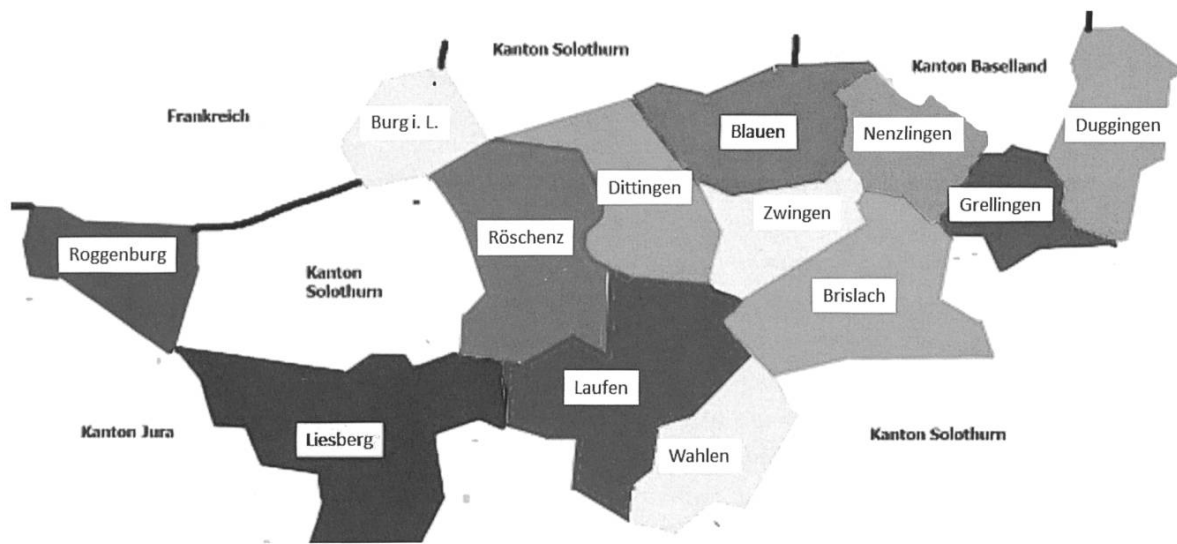 Kanton Solothurn
Kanton Baselland
Frankreich
Burg i. L.
Blauen
Nenzlingen
Duggingen
Dittingen
Zwingen
Grellingen
Roggenburg
Röschenz
Kanton
Solothurn
Brislach
Laufen
Kanton Jura
Liesberg
Wahlen
Kanton Solothurn